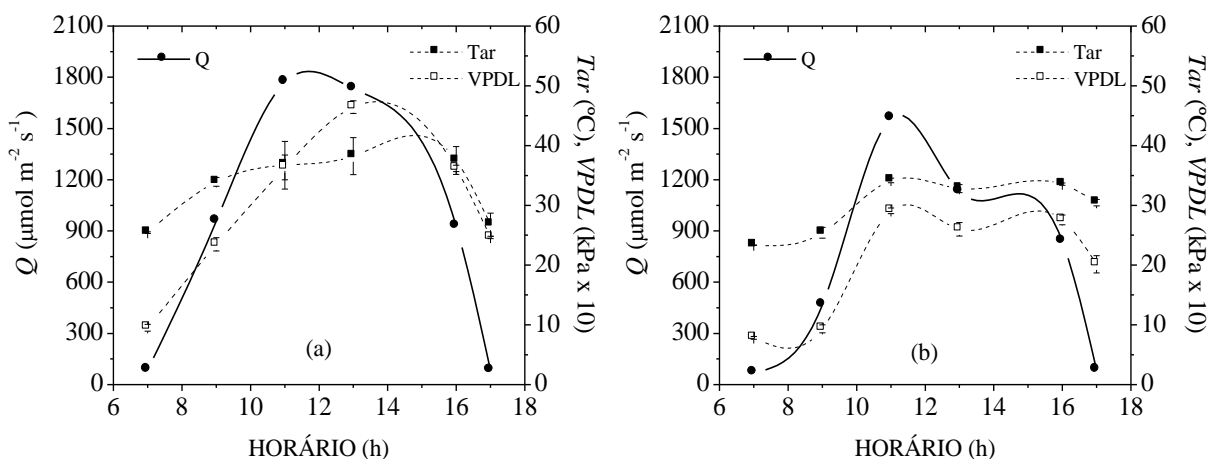 2100
1800
1500
1200
900
600
300
0
Q (µmol m-2 s-1)
Q
Tar
VPDL
(a)
60
50
40
30
20
10
0
Tar (ºC), VPDL (kPa x 10)
6 8 10 12 14 16 18
HORÁRIO (h)
2100
1800
1500
1200
900
600
300
0
Q (µmol m-2 s-1)
Q
Tar
VPDL
(b)
60
50
40
30
20
10
0
Tar (ºC), VPDL (kPa x 10)
6 8 10 12 14 16 18
HORÁRIO (h)